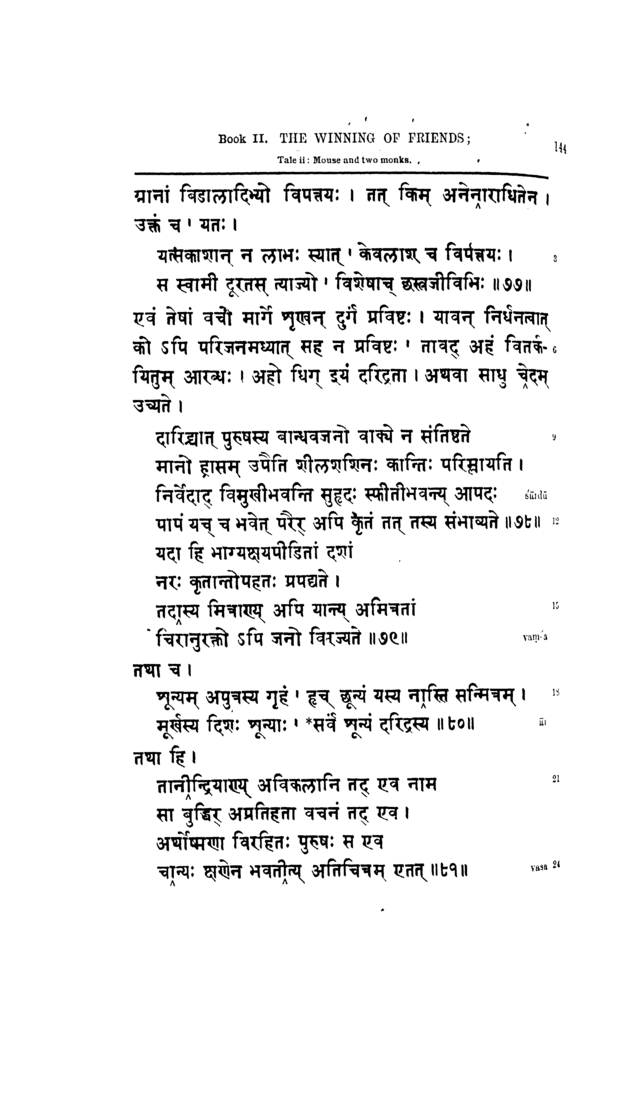 Book II. THE WINNING OF FRIENDS; 144
Tale ii: Mouse and two monks.
ग्रानां बिडालादिभ्यो विपत्तयः । तत् किम् अनेनाराधितेन ।
उक्तं च ' यतः ।
यत्सकाशान् न लाभः स्यात् ' केवलाश् च विपत्तयः । 3
स स्वामी दूरतस् त्याज्यो ' विशेषाच् छस्त्रजीविभिः ॥ ७७॥
एवं तेषां वचो मार्गे शृण्वन् दुर्गं प्रविष्टः । यावन् निर्धनत्वात्
को ऽपि परिजनमध्यात् सह न प्रविष्टः ' तावद् अहं वितर्क- 6
यितुम् आरब्धः । अहो धिग् इयं दरिद्रता । अथवा साधु चेदम्
उच्यते ।
दारिद्र्यात् पुरुषस्य बान्धवजनो वाक्ये न संतिष्ठते 9
मानो ह्रासम् उपैति शीलशशिनः कान्तिः परिम्लायति ।
निर्वेदाद् विमुखीभवन्ति सुहृदः स्फीतीभवन्त्य् आपदः śārdū
पापं यच् च भवेत् परैर् अपि कृतं तत् तस्य संभाव्यते ॥ ७८॥ 12
यदा हि भाग्यक्षयपीडितां दशां
नरः कृतान्तोपहतः प्रपद्यते ।
तदास्य मित्राण्य् अपि यान्त्य् अमित्रतां 15
चिरानुरक्तो ऽपि जनो विरज्यते ॥७९॥ vaṃśa
तथा च ।
शून्यम् अपुत्रस्य गृहं ' हृच् छून्यं यस्य नास्ति सन्मित्रम् । 18
मूर्खस्य दिशः शून्याः ' *सर्वं शून्यं दरिद्रस्य ॥ ८०॥ ār
तथा हि ।
तानीन्द्रियाण्य् अविकलानि तद् एव नाम 21
सा बुद्धिर् अप्रतिहता वचनं तद् एव ।
अर्थोष्मणा विरहितः पुरुषः स एव
चान्यः क्षणेन भवतीत्य् अतिचित्रम् एतत् ॥८१॥ vasa 24